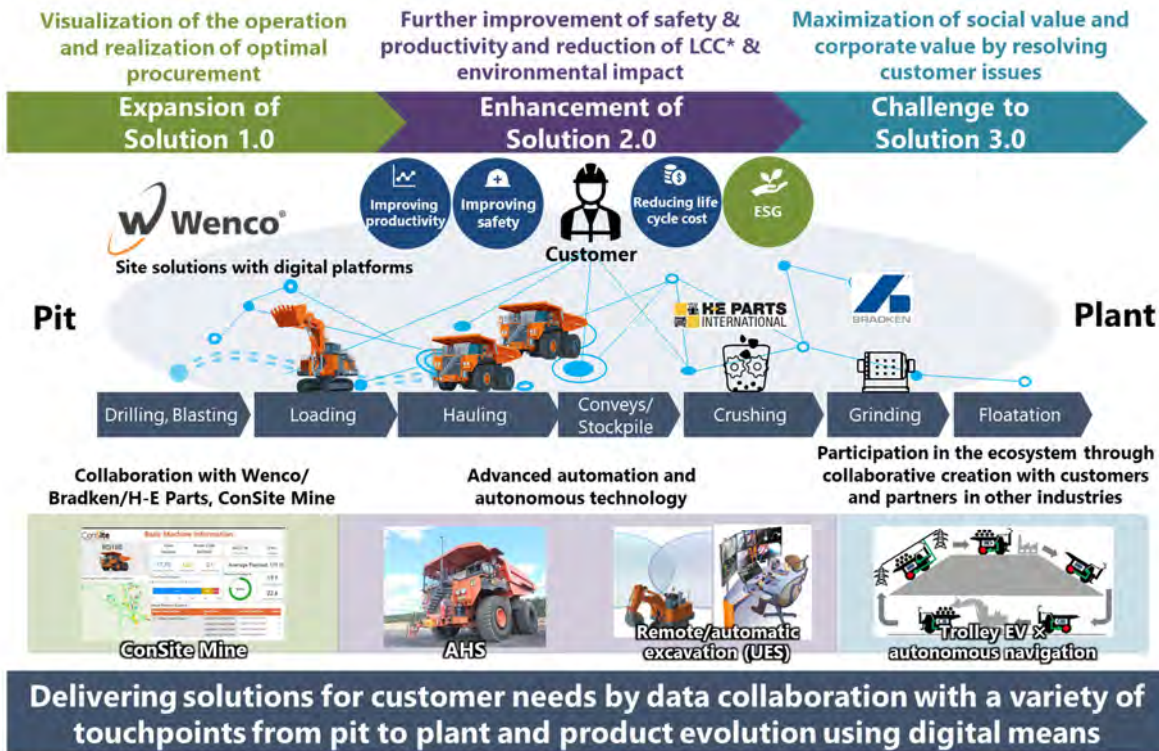 Visualization of the operation
and realization of optimal
procurement
Further improvement of safety &
productivity and reduction of LCC* &
environmental impact
Maximization of social value and
corporate value by resolving
customer issues
Expansion of
Solution 1.0
Enhancement of
Solution 2.0
Challenge to
Solution 3.0
Wenco®
Site solutions with digital platforms
Improving
productivity
Improving
safety
Customer
Reducing life
cycle cost
ESG
Pit
H-E PARTS
INTERNATIONAL
BRADKEN
Plant
Drilling, Blasting
Loading
Hauling
Conveys/
Stockpile
Crushing
Grinding
Floatation
Collaboration with Wenco/
Bradken/H-E Parts, ConSite Mine
Advanced automation and
autonomous technology
Participation in the ecosystem through
collaborative creation with customers
and partners in other industries
ConSite
Basic Machine Information
Average Payload
ConSite Mine
AHS
Remote/automatic
excavation (UES)
Trolley EV ×
autonomous navigation
Delivering solutions for customer needs by data collaboration with a variety of
touchpoints from pit to plant and product evolution using digital means